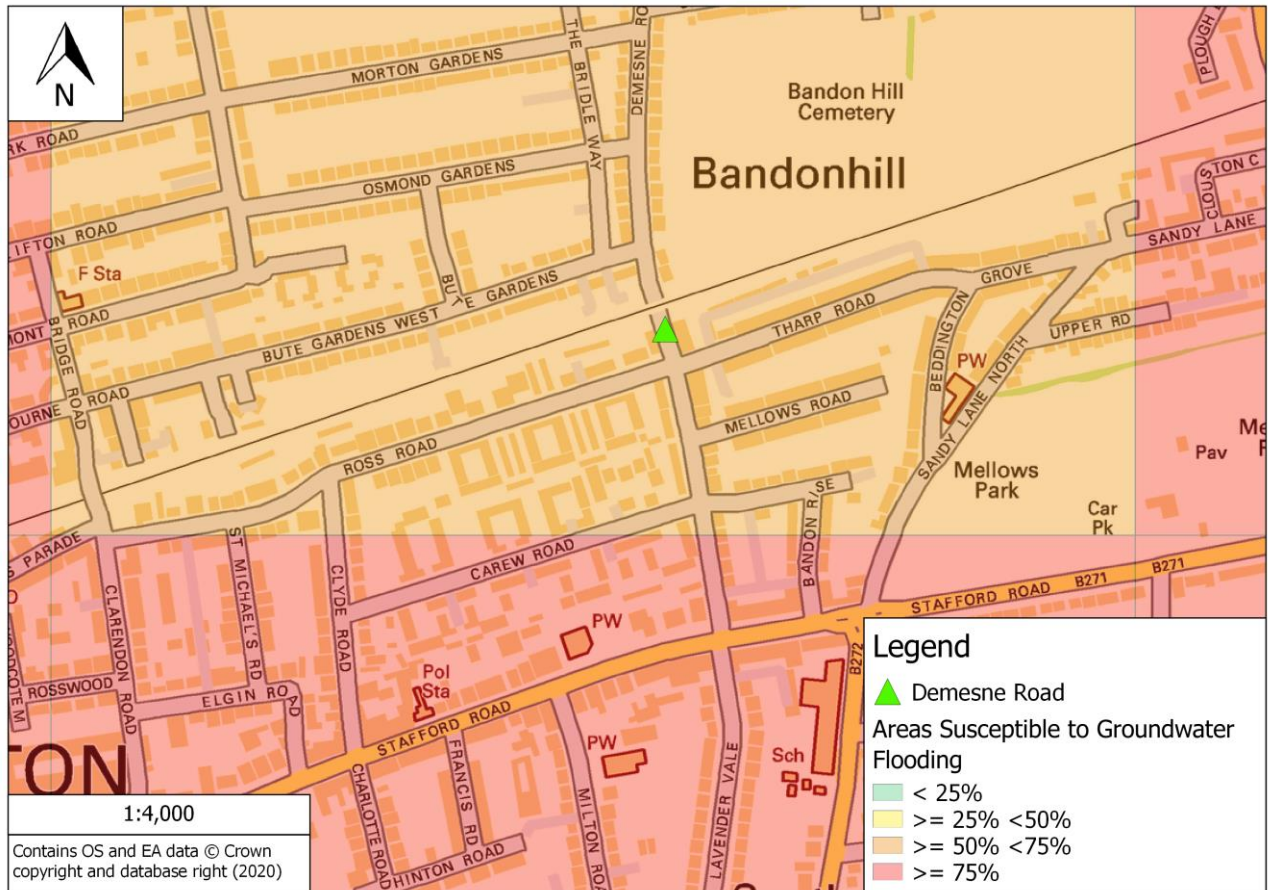 N
MORTON GARDENS
THE BRIDLE WAY
DEMESNE RO
PLOUGH
Bandon Hill
Cemetery
RK ROAD
OSMOND GARDENS
Bandonhill
CLOUSTON C
SANDY LANE
LIFTON ROAD
F Sta
BUTE GARDENS WEST
BUTE GARDENS
GROVE
THARP ROAD
UPPER RD
MONT ROAD
BRIDGE ROAD
BEDDINGTON
PW
SANDY LANE NORTH
OURNE ROAD
MELLOWS ROAD
ROSS ROAD
Me
Pav
Mellows
Park
BANDON RISE
Car
Pk
S PARADE
ST MICHAEL'S RD
CLYDE ROAD
CAREW ROAD
B271
B271
STAFFORD ROAD
CLARENDON ROAD
PW
WOODCOTE M
ROSSWOOD
ELGIN ROAD
Pol
Sta
B272
STAFFORD ROAD
TON
PW
Sch
CHARLOTTE ROAD
FRANCIS RD
MILTON ROA
LAVENDER VALE
HINTON ROAD
1:4,000
Contains OS and EA data © Crown
copyright and database right (2020)
Legend
Demesne Road
Areas Susceptible to Groundwater
Flooding
< 25%
>= 25% <50%
>= 50% <75%
>= 75%